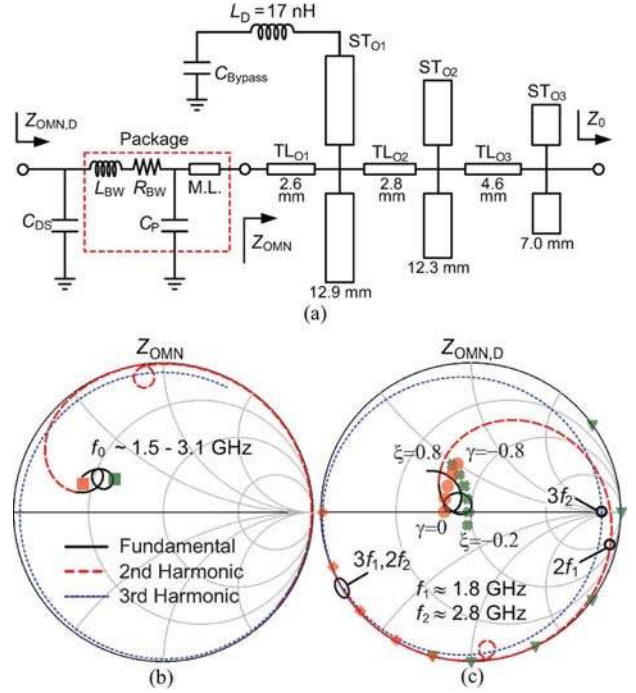 L_D = 17 nH
ST_O1
C_Bypass
ST_O2
ST_O3
Z_OMN,D
Package
Z_0
L_BW
R_BW
M.L.
TL_O1
TL_O2
TL_O3
2.6 mm
2.8 mm
4.6 mm
C_DS
C_P
Z_OMN
7.0 mm
12.3 mm
12.9 mm
(a)
Z_OMN
Z_OMN,D
f_0 ~ 1.5 - 3.1 GHz
ξ=0.8
γ=-0.8
γ=0
ξ=-0.2
3f_2
2f_1
3f_1,2f_2
Fundamental
2nd Harmonic
3rd Harmonic
f_1 ≈ 1.8 GHz
f_2 ≈ 2.8 GHz
(b)
(c)